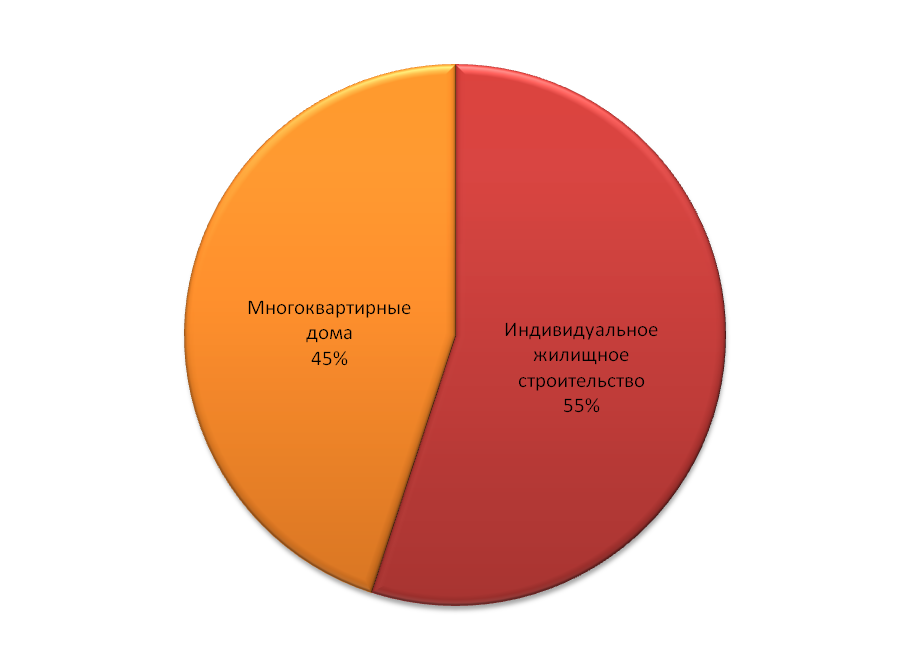 Многоквартирные
дома
45%
Индивидуальное
жилищное
строительство
55%